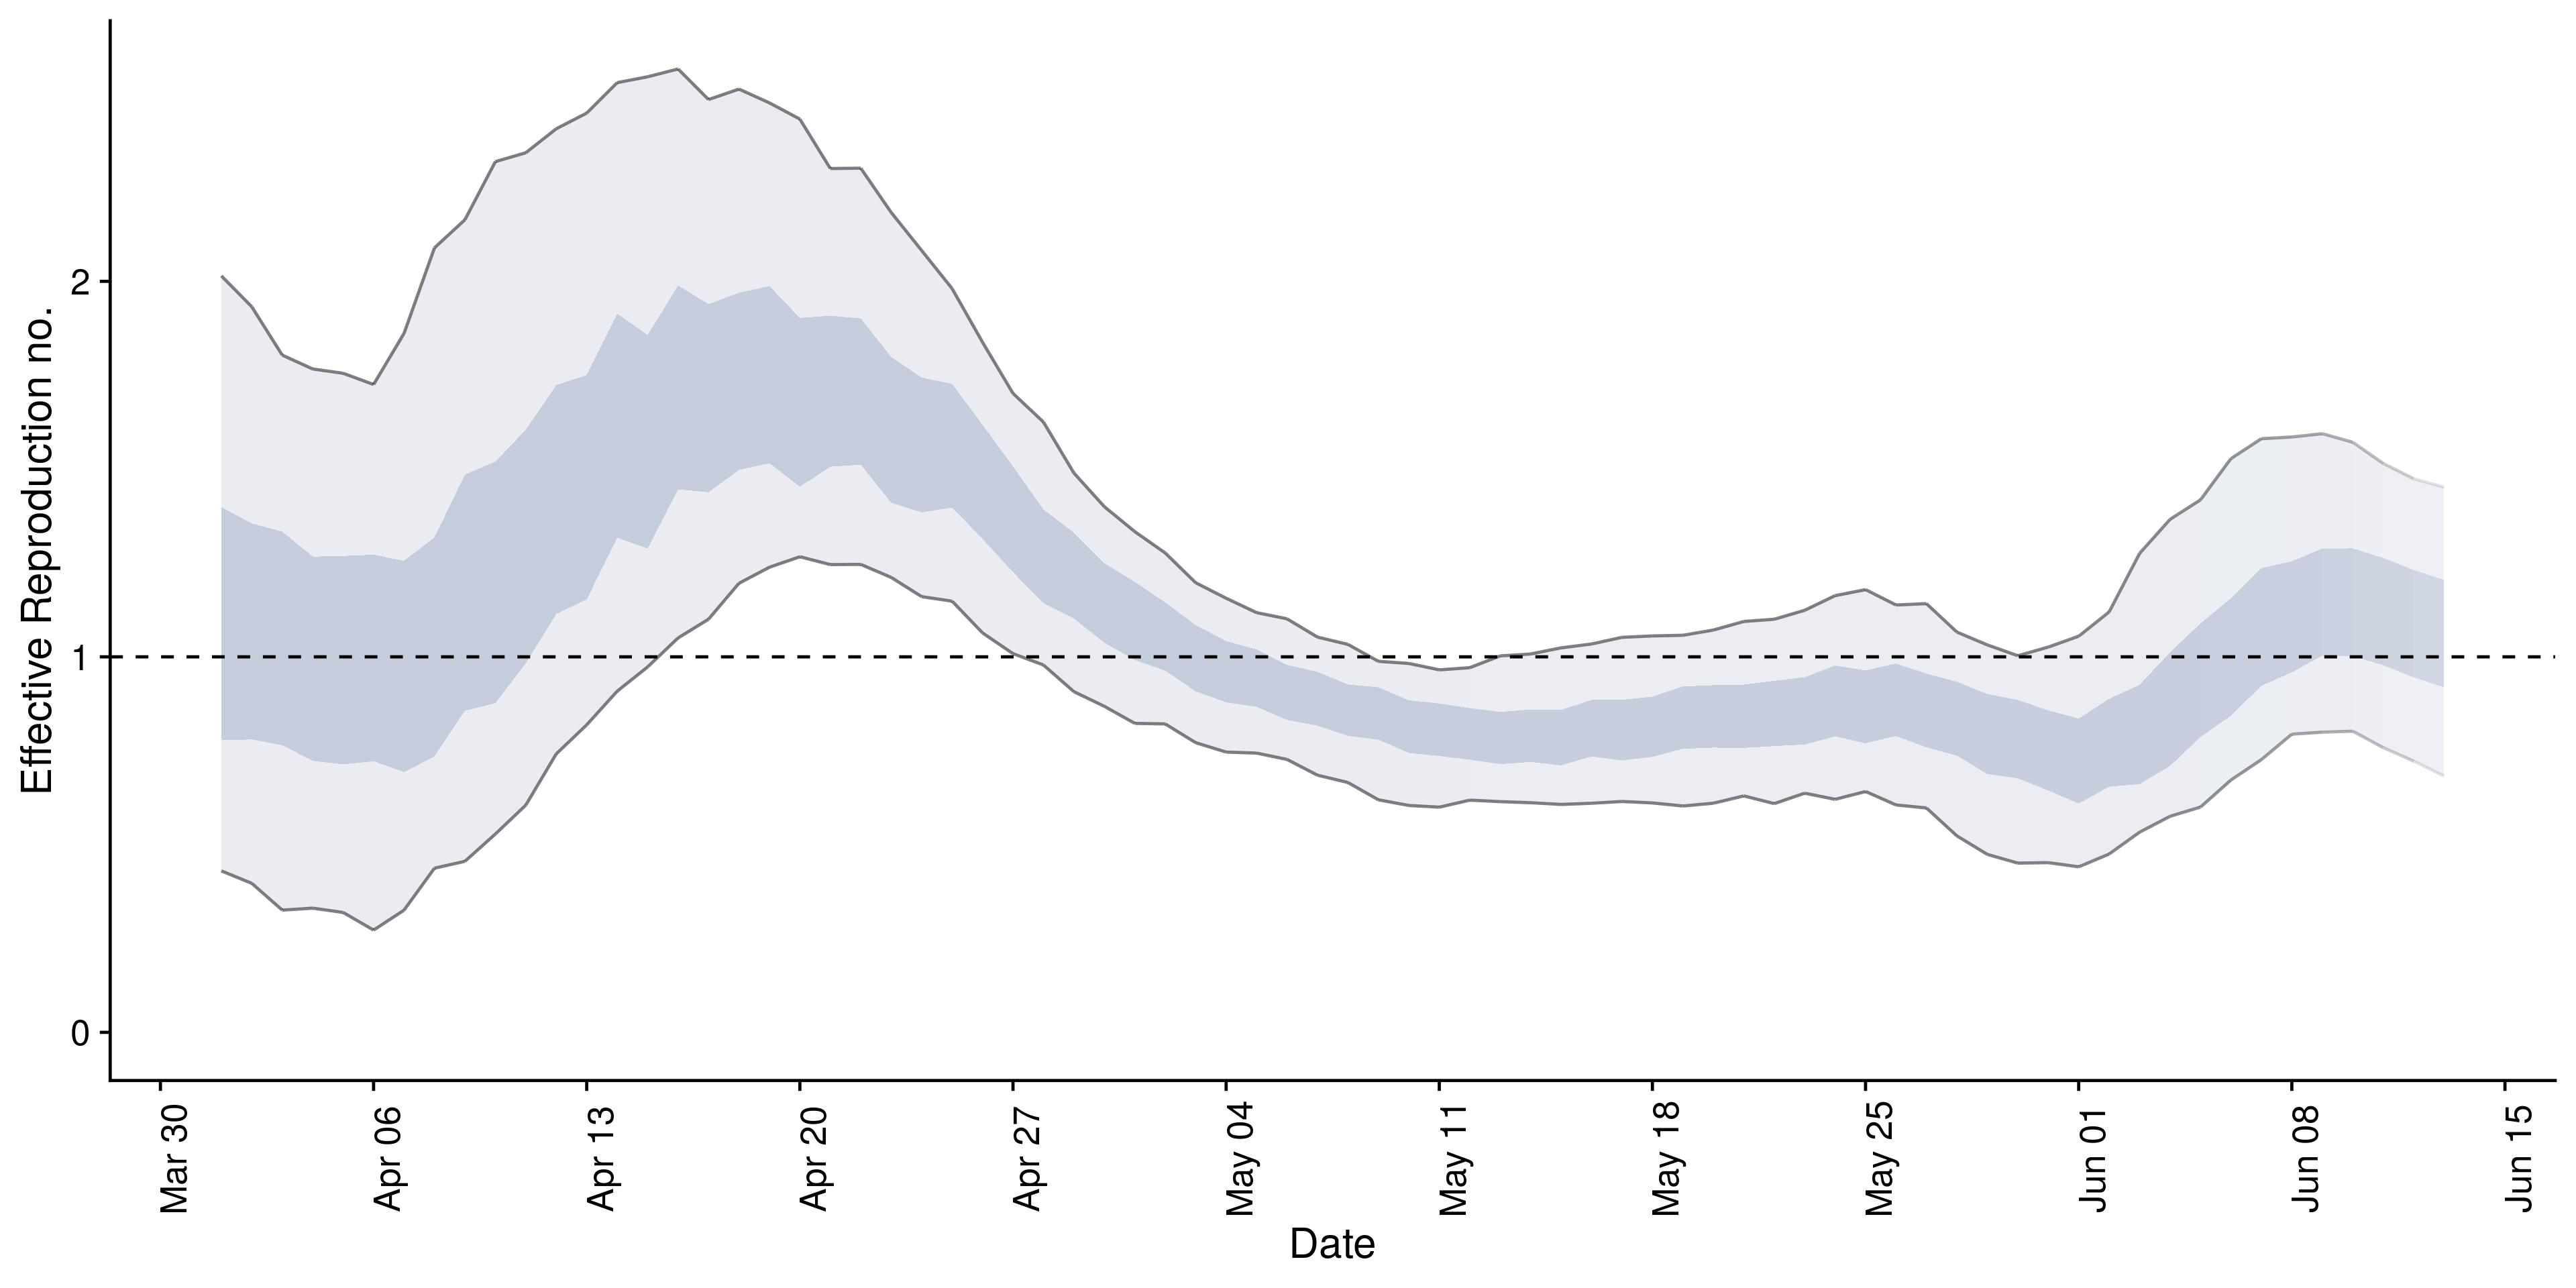 Effective Reproduction no.
2
1
0
Mar 30
Apr 06
Apr 13
Apr 20
Apr 27
May 04
May 11
May 18
May 25
Jun 01
Jun 08
Jun 15
Date